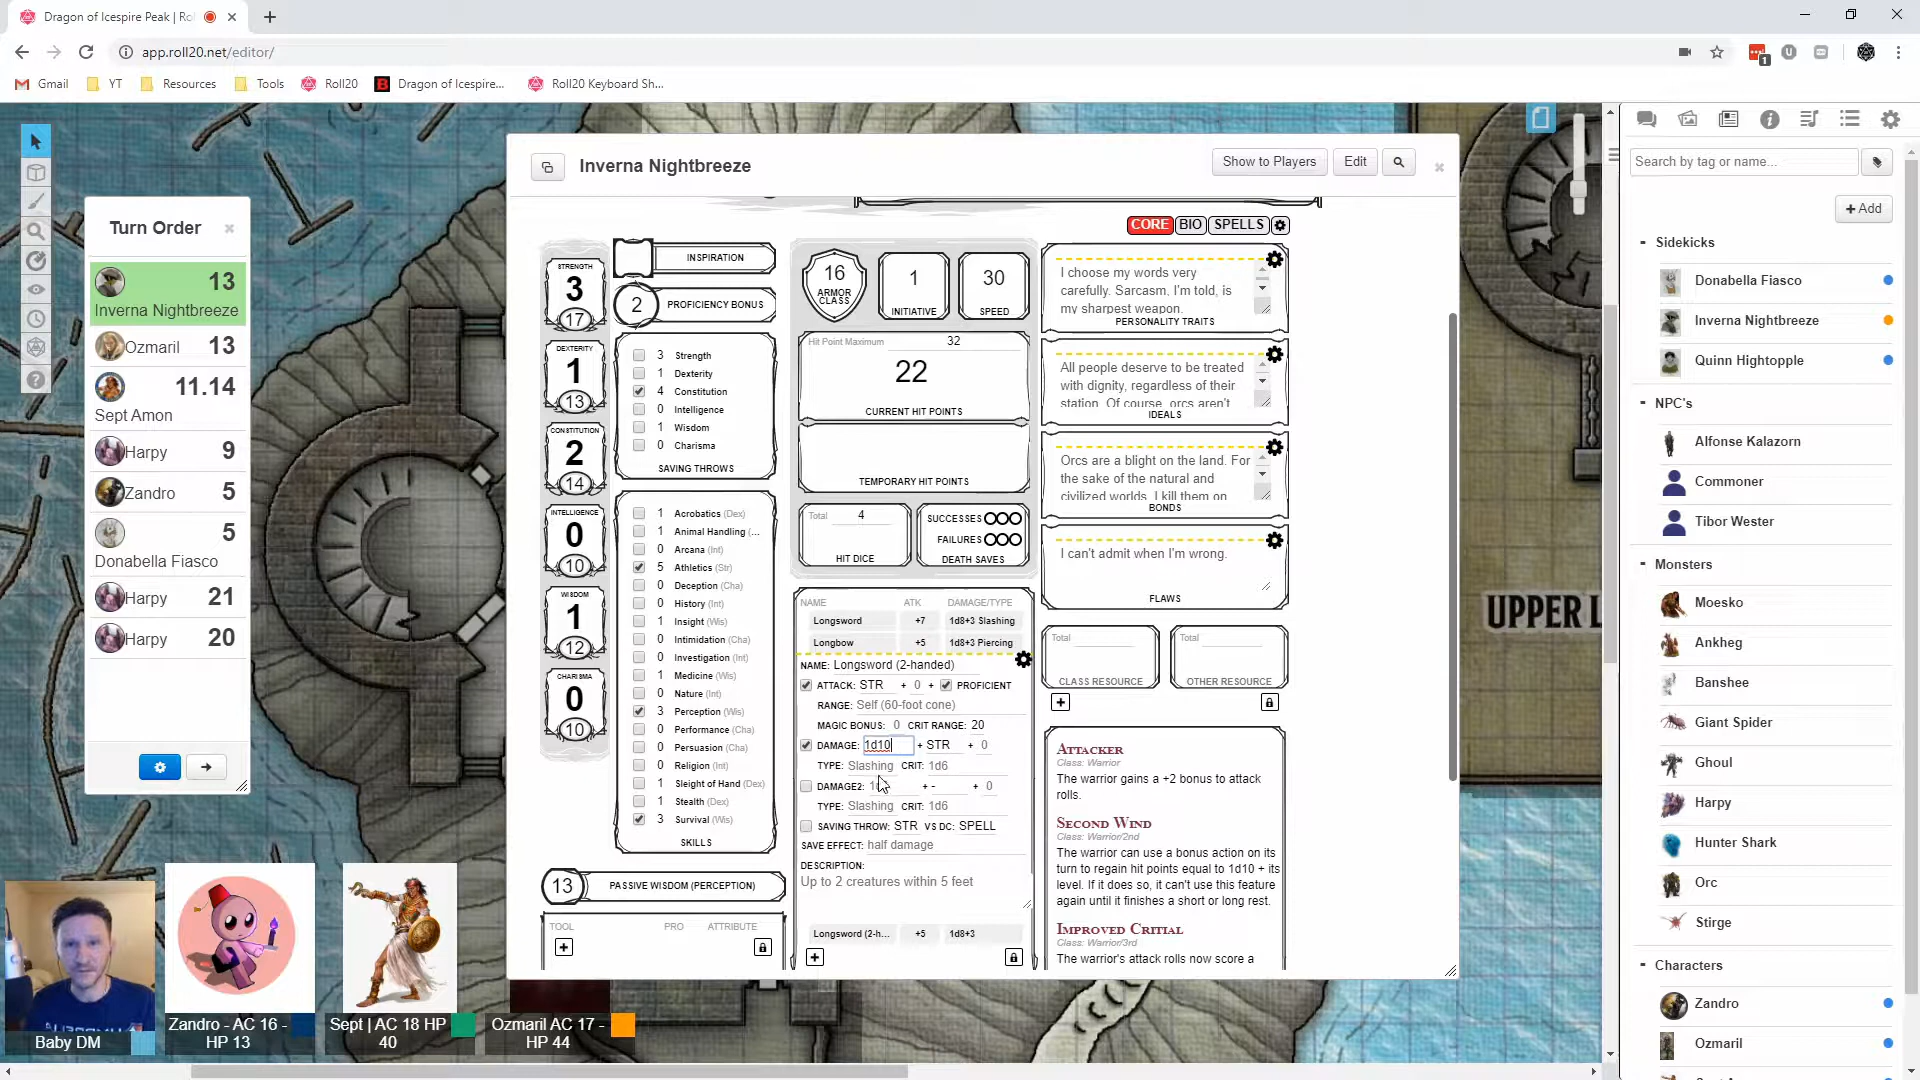 Dragon of Icespire Peak | Ro
app.roll20.net/editor/
Gmail
YT
Resources
Tools
Roll20
Dragon of Icespire...
Roll20 Keyboard Sh...
1
Turn Order
13
Inverna Nightbreeze
Ozmaril 13
11.14
Sept Amon
Harpy 9
Zandro 5
5
Donabella Fiasco
Harpy 21
Harpy 20
Inverna Nightbreeze
Show to Players
Edit
CORE
BIO
SPELLS
STRENGTH
3
17
DEXTERITY
1
13
CONSTITUTION
2
14
INTELLIGENCE
0
10
WISDOM
1
12
CHARISMA
0
10
INSPIRATION
2 PROFICIENCY BONUS
3 Strength
1 Dexterity
4 Constitution
0 Intelligence
1 Wisdom
0 Charisma
SAVING THROWS
1 Acrobatics (Dex)
1 Animal Handling (...
0 Arcana (Int)
5 Athletics (Str)
0 Deception (Cha)
0 History (Int)
1 Insight (Wis)
0 Intimidation (Cha)
0 Investigation (Int)
1 Medicine (Wis)
0 Nature (Int)
3 Perception (Wis)
0 Performance (Cha)
0 Persuasion (Cha)
0 Religion (Int)
1 Sleight of Hand (Dex)
1 Stealth (Dex)
3 Survival (Wis)
SKILLS
13 PASSIVE WISDOM (PERCEPTION)
TOOL PRO ATTRIBUTE
16
ARMOR
CLASS
1
INITIATIVE
30
SPEED
Hit Point Maximum 32
22
CURRENT HIT POINTS
TEMPORARY HIT POINTS
Total 4
HIT DICE
SUCCESSES
FAILURES
DEATH SAVES
NAME ATK DAMAGE/TYPE
Longsword +7 1d8+3 Slashing
Longbow +5 1d8+3 Piercing
NAME: Longsword (2-handed)
ATTACK: STR + 0 + PROFICIENT
RANGE: Self (60-foot cone)
MAGIC BONUS: 0 CRIT RANGE: 20
DAMAGE: 1d10 + STR + 0
TYPE: Slashing CRIT: 1d6
DAMAGE2: + - + 0
TYPE: Slashing CRIT: 1d6
SAVING THROW: STR VS DC: SPELL
SAVE EFFECT: half damage
DESCRIPTION:
Up to 2 creatures within 5 feet
Longsword (2-h... +5 1d8+3
I choose my words very
carefully. Sarcasm, I'm told, is
my sharpest weapon.
PERSONALITY TRAITS
All people deserve to be treated
with dignity, regardless of their
station. Of course, orcs aren't
IDEALS
Orcs are a blight on the land. For
the sake of the natural and
civilized worlds, I kill them on
BONDS
I can't admit when I'm wrong.
FLAWS
Total
CLASS RESOURCE
Total
OTHER RESOURCE
ATTACKER
Class: Warrior
The warrior gains a +2 bonus to attack
rolls.
SECOND WIND
Class: Warrior/2nd
The warrior can use a bonus action on its
turn to regain hit points equal to 1d10 + its
level. If it does so, it can't use this feature
again until it finishes a short or long rest.
IMPROVED CRITIAL
Class: Warrior/3rd
The warrior's attack rolls now score a
UPPER L
Search by tag or name...
+ Add
Sidekicks
Donabella Fiasco
Inverna Nightbreeze
Quinn Hightopple
NPC's
Alfonse Kalazorn
Commoner
Tibor Wester
Monsters
Moesko
Ankheg
Banshee
Giant Spider
Ghoul
Harpy
Hunter Shark
Orc
Stirge
Characters
Zandro
Ozmaril
Baby DM
Zandro - AC 16 -
HP 13
Sept | AC 18 HP
40
Ozmaril AC 17 -
HP 44